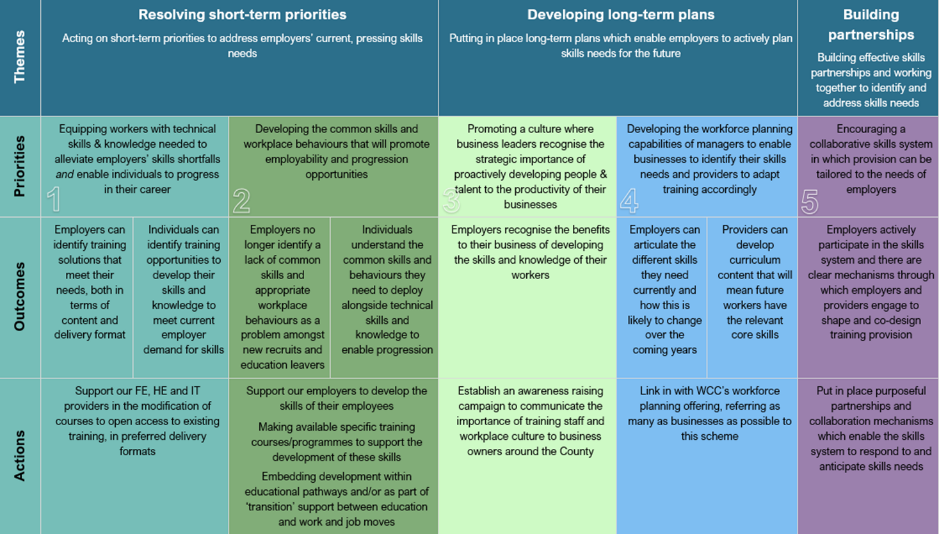 Themes
Resolving short-term priorities
Acting on short-term priorities to address employers' current, pressing skills
needs
Developing long-term plans
Putting in place long-term plans which enable employers to actively plan
skills needs for the future
Building
partnerships
Building effective skills
partnerships and working
together to identify and
address skills needs
Priorities
Equipping workers with technical
skills & knowledge needed to
alleviate employers' skills shortfalls
and enable individuals to progress
in their career
1
Developing the common skills and
workplace behaviours that will promote
employability and progression
opportunities
2
Promoting a culture where
business leaders recognise the
strategic importance of
proactively developing people &
talent to the productivity of their
businesses
3
Developing the workforce planning
capabilities of managers to enable
businesses to identify their skills
needs and providers to adapt
training accordingly
4
Encouraging a
collaborative skills system
in which provision can be
tailored to the needs of
employers
5
Outcomes
Employers can
identify training
solutions that
meet their
needs, both in
terms of
content and
delivery format
Individuals can
identify training
opportunities to
develop their
skills and
knowledge to
meet current
employer
demand for skills
Employers no
longer identify a
lack of common
skills and
appropriate
workplace
behaviours as a
problem amongst
new recruits and
education leavers
Individuals
understand the
common skills and
behaviours they
need to deploy
alongside technical
skills and
knowledge to
enable progression
Employers recognise the benefits
to their business of developing
the skills and knowledge of their
workers
Employers can
articulate the
different skills
they need
currently and
how this is
likely to change
over the
coming years
Providers can
develop
curriculum
content that will
mean future
workers have
the relevant
core skills
Employers actively
participate in the skills
system and there are
clear mechanisms through
which employers and
providers engage to
shape and co-design
training provision
Actions
Support our FE, HE and IT
providers in the modification of
courses to open access to existing
training, in preferred delivery
formats
Support our employers to develop the
skills of their employees
Making available specific training
courses/programmes to support the
development of these skills
Embedding development within
educational pathways and/or as part of
'transition' support between education
and work and job moves
Establish an awareness raising
campaign to communicate the
importance of training staff and
workplace culture to business
owners around the County
Link in with WCC's workforce
planning offering, referring as
many as businesses as possible to
this scheme
Put in place purposeful
partnerships and
collaboration mechanisms
which enable the skills
system to respond to and
anticipate skills needs